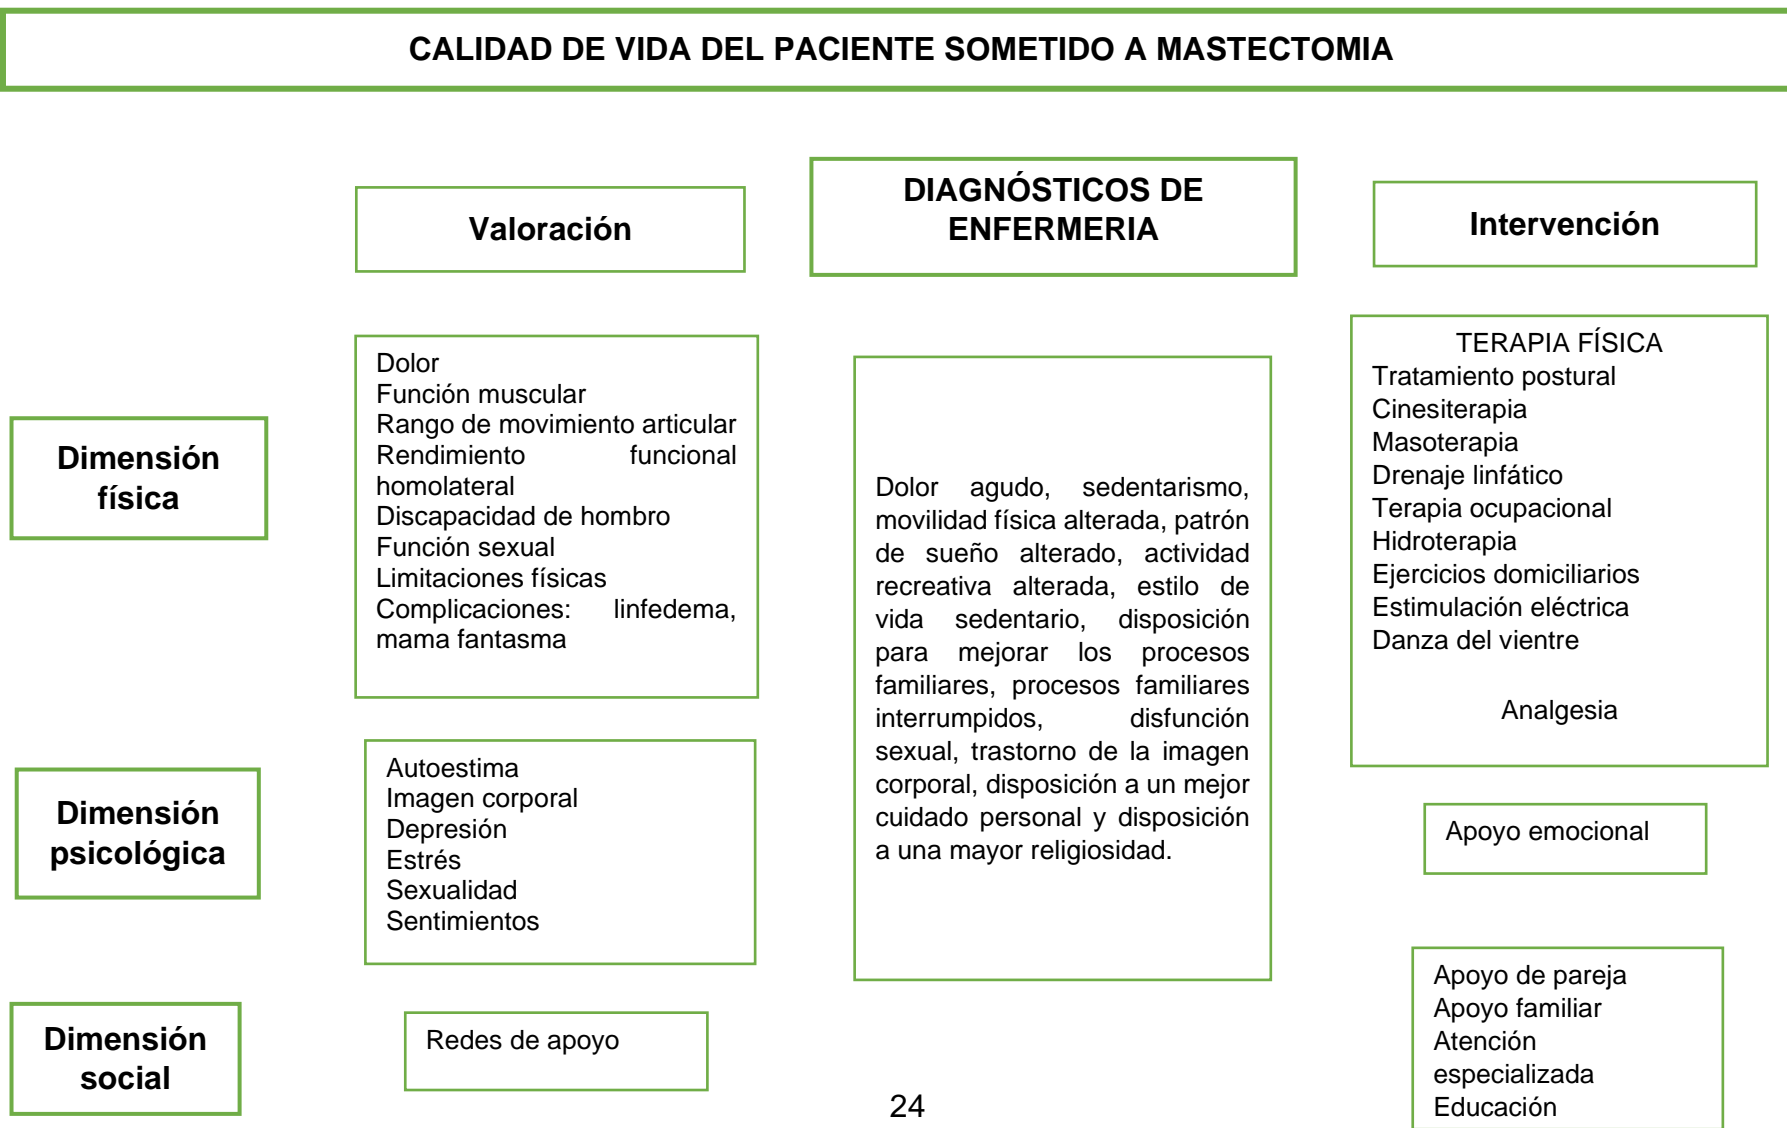 CALIDAD DE VIDA DEL PACIENTE SOMETIDO A MASTECTOMIA
Valoración
DIAGNÓSTICOS DE
ENFERMERIA
Intervención
Dimensión
física
Dolor
Función muscular
Rango de movimiento articular
Rendimiento funcional
homolateral
Discapacidad de hombro
Función sexual
Limitaciones físicas
Complicaciones: linfedema,
mama fantasma
Dolor agudo, sedentarismo,
movilidad física alterada, patrón
de sueño alterado, actividad
recreativa alterada, estilo de
vida sedentario, disposición
para mejorar los procesos
familiares, procesos familiares
interrumpidos, disfunción
sexual, trastorno de la imagen
corporal, disposición a un mejor
cuidado personal y disposición
a una mayor religiosidad.
TERAPIA FÍSICA
Tratamiento postural
Cinesiterapia
Masoterapia
Drenaje linfático
Terapia ocupacional
Hidroterapia
Ejercicios domiciliarios
Estimulación eléctrica
Danza del vientre
Analgesia
Dimensión
psicológica
Autoestima
Imagen corporal
Depresión
Estrés
Sexualidad
Sentimientos
Apoyo emocional
Dimensión
social
Redes de apoyo
Apoyo de pareja
Apoyo familiar
Atención
especializada
Educación
24